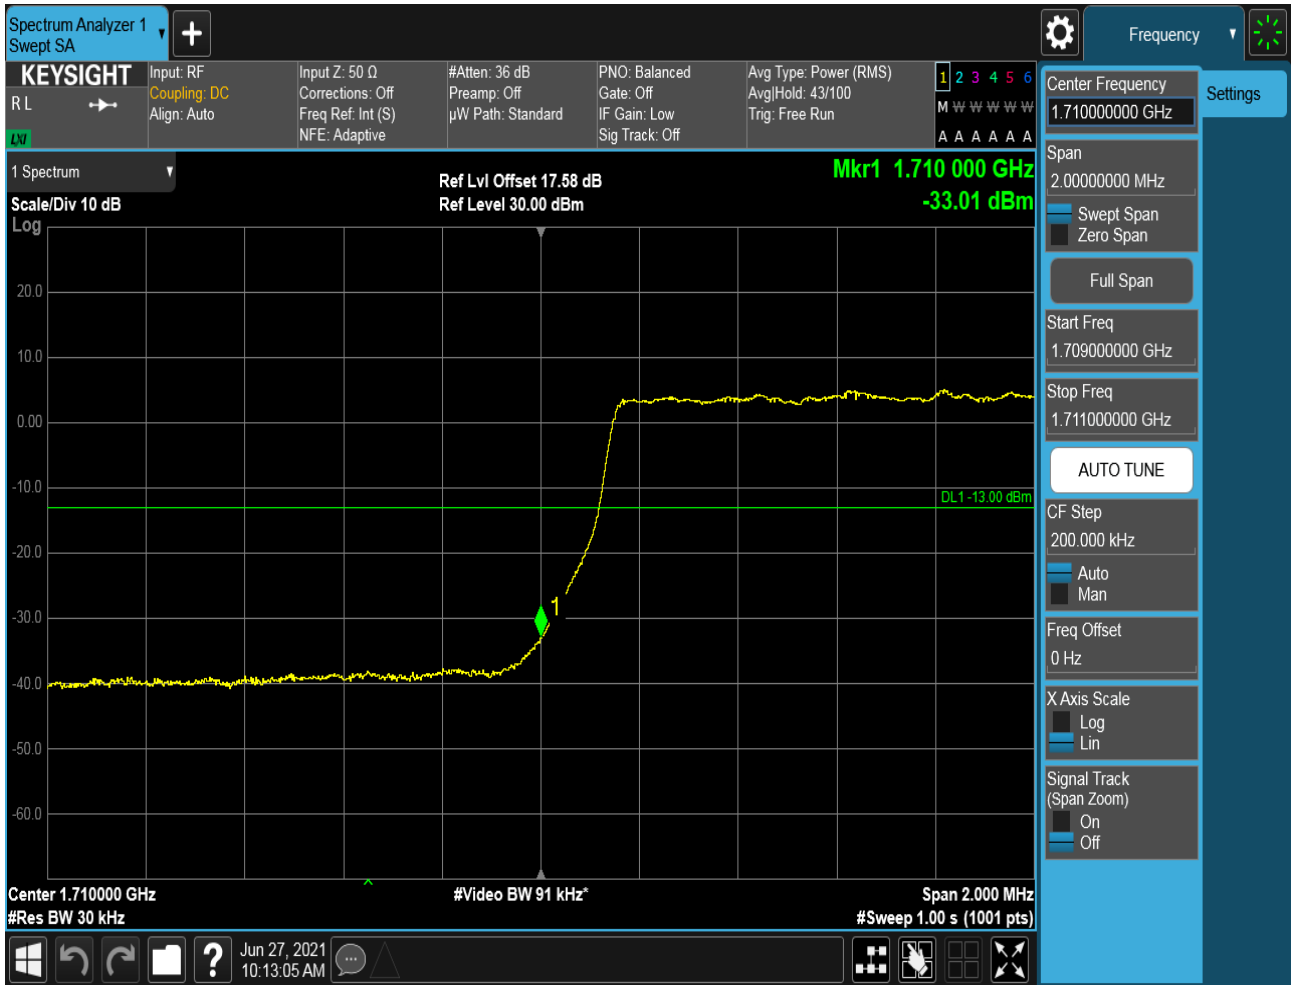 Spectrum Analyzer 1
Swept SA
Frequency
KEYSIGHT
R L
LXI
Input: RF
Coupling: DC
Align: Auto
Input Z: 50 Ω
Corrections: Off
Freq Ref: Int (S)
NFE: Adaptive
#Atten: 36 dB
Preamp: Off
µW Path: Standard
PNO: Balanced
Gate: Off
IF Gain: Low
Sig Track: Off
Avg Type: Power (RMS)
Avg|Hold: 43/100
Trig: Free Run
1 2 3 4 5 6
M W W W W W
A A A A A A
1 Spectrum
Scale/Div 10 dB
Log
Ref Lvl Offset 17.58 dB
Ref Level 30.00 dBm
Mkr1 1.710 000 GHz
-33.01 dBm
20.0
10.0
0.00
-10.0
-20.0
-30.0
-40.0
-50.0
-60.0
DL1 -13.00 dBm
1
Center 1.710000 GHz
#Res BW 30 kHz
#Video BW 91 kHz*
Span 2.000 MHz
#Sweep 1.00 s (1001 pts)
Center Frequency
1.710000000 GHz
Settings
Span
2.00000000 MHz
Swept Span
Zero Span
Full Span
Start Freq
1.709000000 GHz
Stop Freq
1.711000000 GHz
AUTO TUNE
CF Step
200.000 kHz
Auto
Man
Freq Offset
0 Hz
X Axis Scale
Log
Lin
Signal Track
(Span Zoom)
On
Off
?
Jun 27, 2021
10:13:05 AM